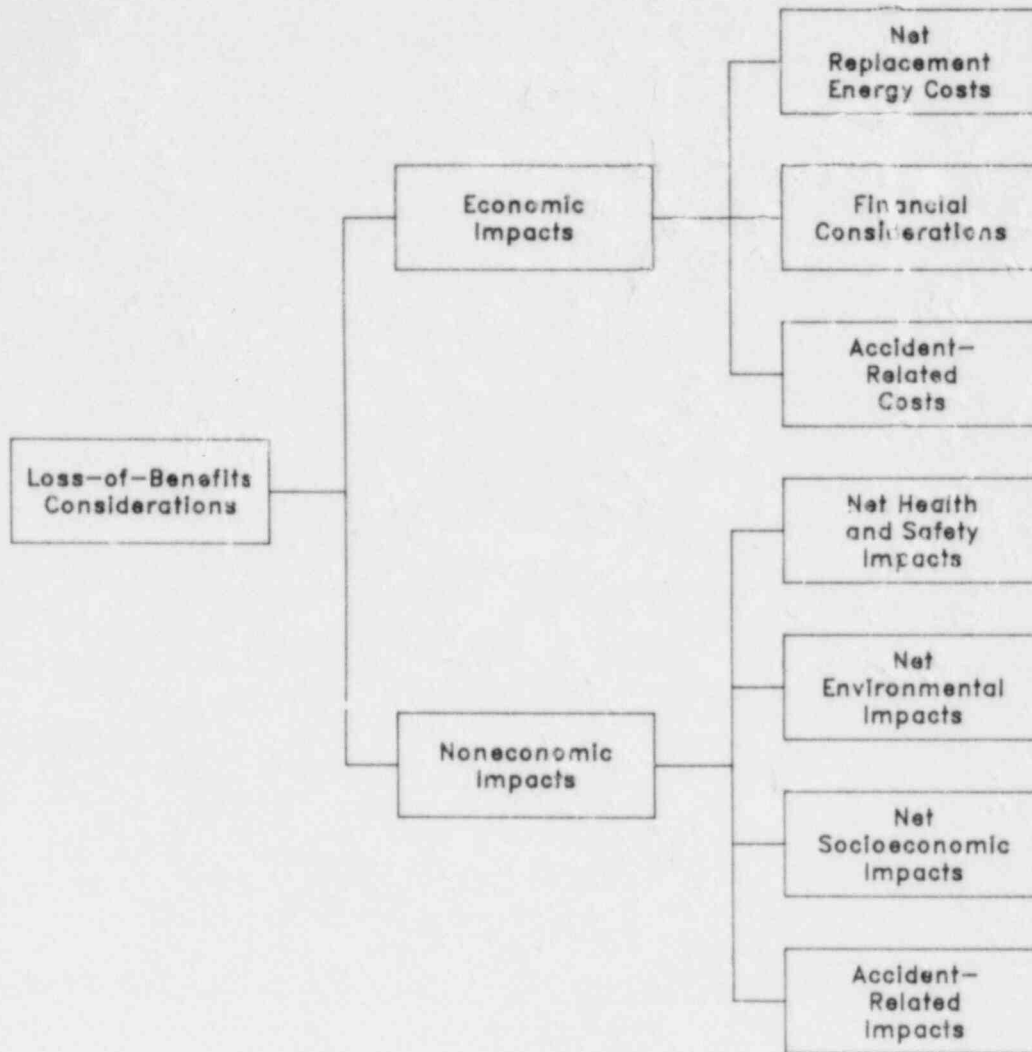 Net
Replacement
Energy Costs
Economic
Impacts
Financial
Considerations
Accident-
Related
Costs
Loss-of-Benefits
Considerations
Net Health
and Safety
Impacts
Net
Environmental
Impacts
Noneconomic
Impacts
Net
Socioeconomic
Impacts
Accident-
Related
Impacts